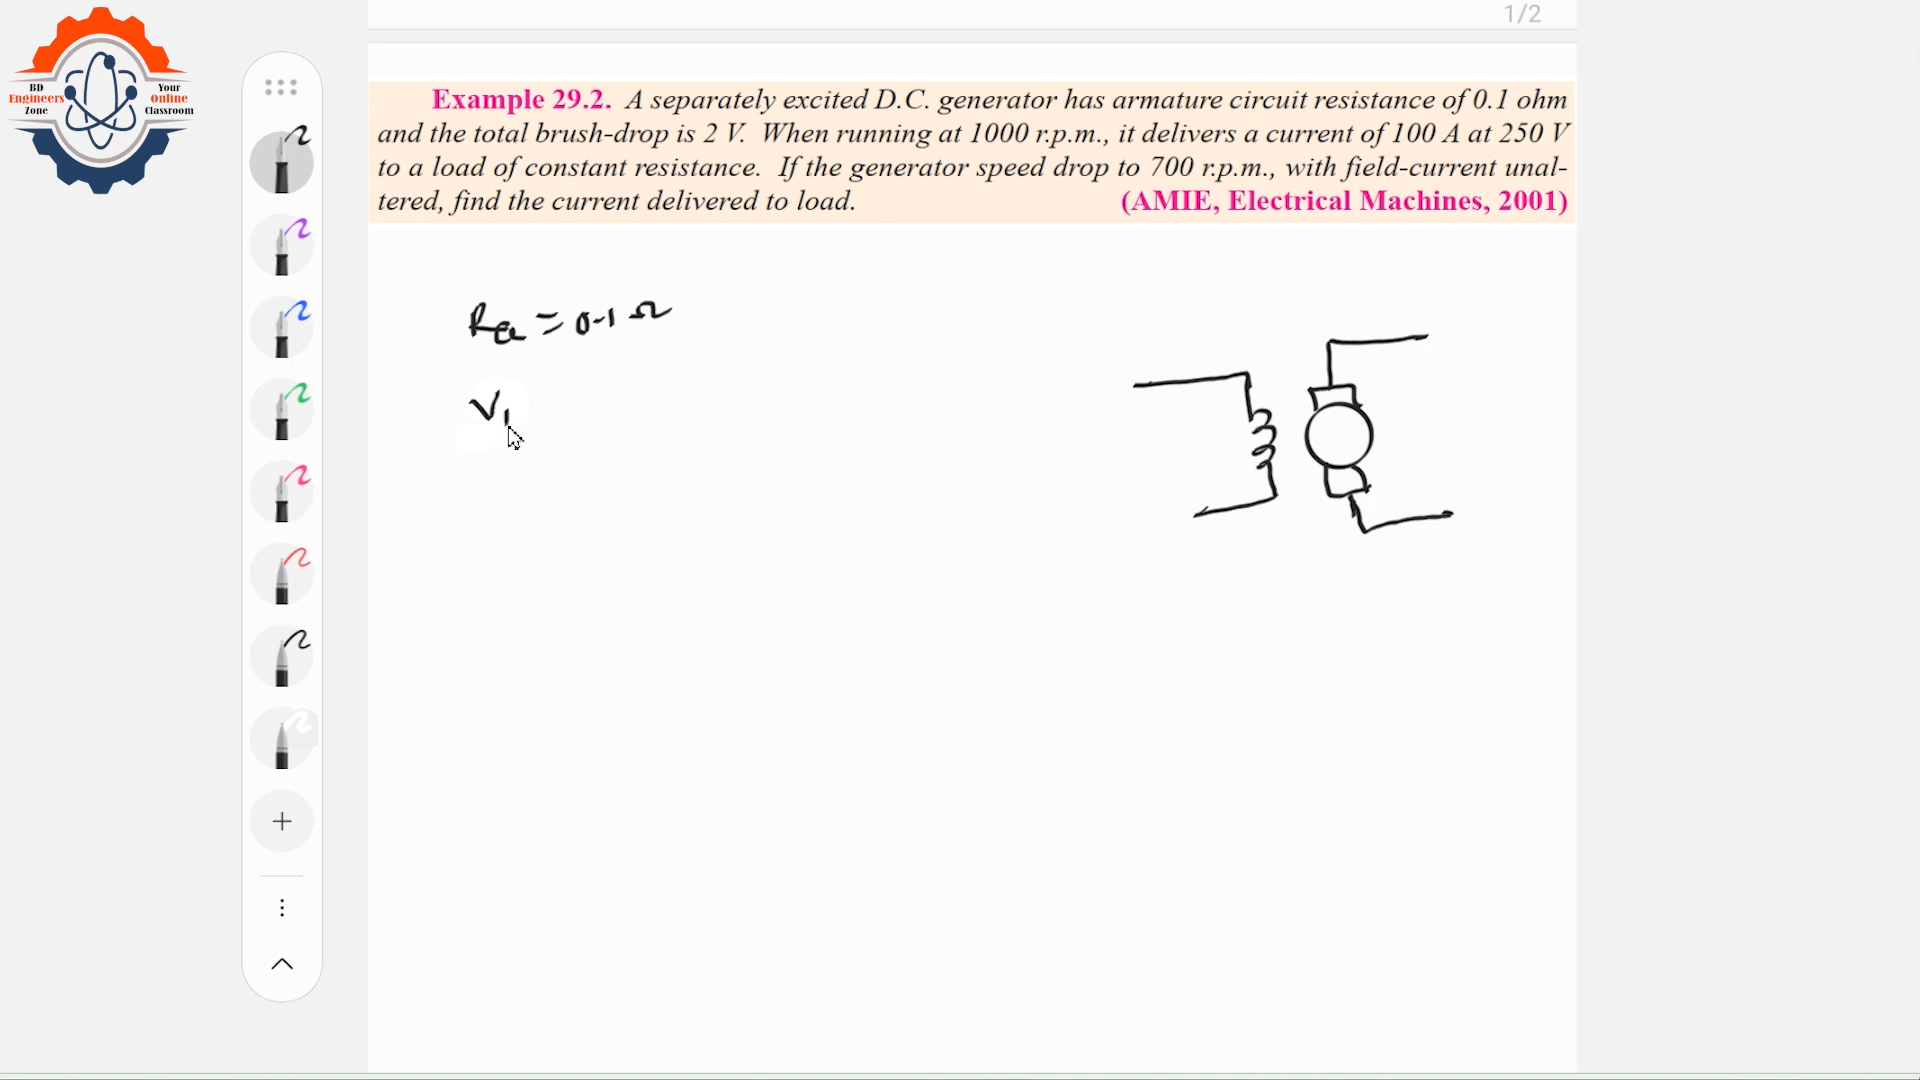 1/2
BD
Engineers
Zone
Your
Online
Classroom
Example 29.2. A separately excited D.C. generator has armature circuit resistance of 0.1 ohm
and the total brush-drop is 2 V. When running at 1000 r.p.m., it delivers a current of 100 A at 250 V
to a load of constant resistance. If the generator speed drop to 700 r.p.m., with field-current unal-
tered, find the current delivered to load. (AMIE, Electrical Machines, 2001)
Ra = 0.1 Ω
V1